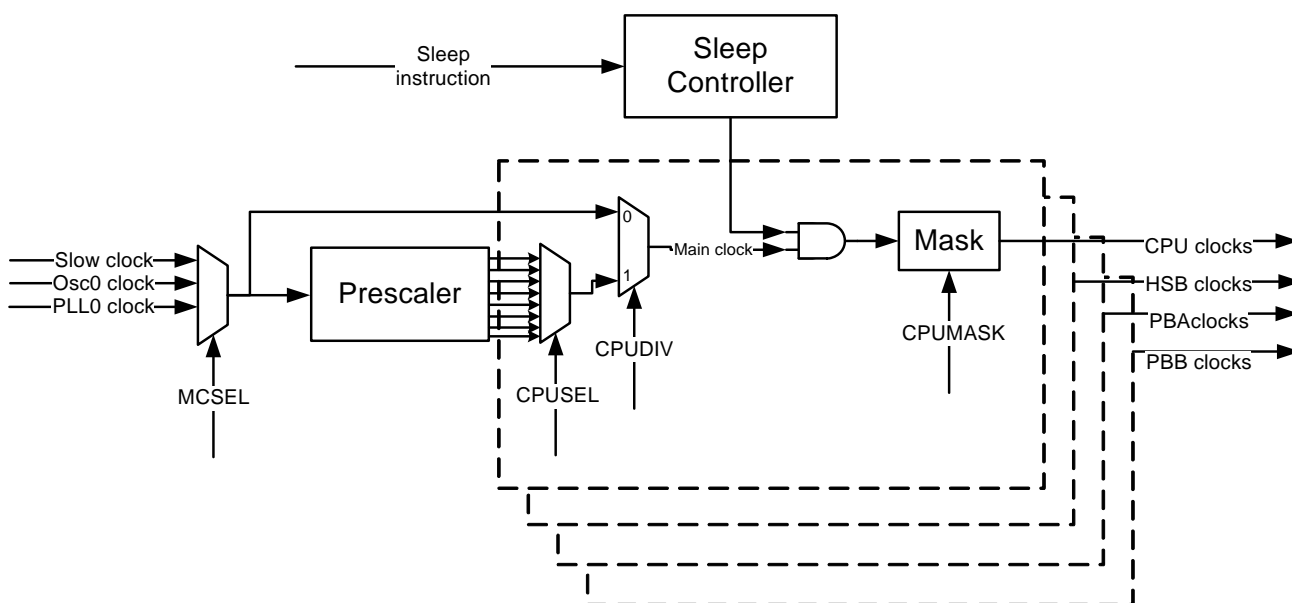 Sleep
instruction
Sleep
Controller
0
1
Slow clock
Osc0 clock
PLL0 clock
Prescaler
Main clock
Mask
CPU clocks
HSB clocks
PBAclocks
PBB clocks
MCSEL
CPUSEL
CPUDIV
CPUMASK